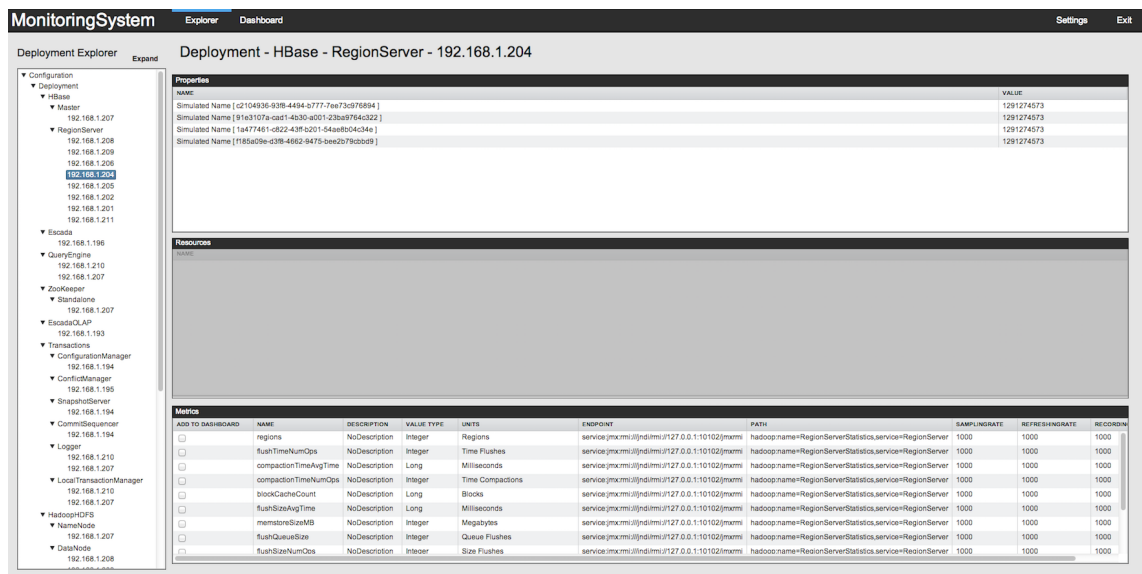 MonitoringSystem Explorer Dashboard Settings Exit
Deployment Explorer Expand
▼ Configuration
▼ Deployment
▼ HBase
▼ Master
192.168.1.207
▼ RegionServer
192.168.1.208
192.168.1.209
192.168.1.206
192.168.1.204
192.168.1.205
192.168.1.202
192.168.1.201
192.168.1.211
▼ Escada
192.168.1.196
▼ QueryEngine
192.168.1.210
192.168.1.207
▼ ZooKeeper
▼ Standalone
192.168.1.207
▼ EscadaOLAP
192.168.1.193
▼ Transactions
▼ ConfigurationManager
192.168.1.194
▼ ConflictManager
192.168.1.195
▼ SnapshotServer
192.168.1.194
▼ CommitSequencer
192.168.1.194
▼ Logger
192.168.1.210
192.168.1.207
▼ LocalTransactionManager
192.168.1.210
192.168.1.207
▼ HadoopHDFS
▼ NameNode
192.168.1.207
▼ DataNode
192.168.1.208
Deployment - HBase - RegionServer - 192.168.1.204
Properties
NAME VALUE
Simulated Name [ c2104936-93f8-4494-b777-7ee73c976894 ] 1291274573
Simulated Name [ 91e3107a-cad1-4b30-a001-23ba9764c322 ] 1291274573
Simulated Name [ 1a477461-c822-43ff-b201-54ae8b04c34e ] 1291274573
Simulated Name [ f185a09e-d3f8-4662-9475-bee2b79cbbd9 ] 1291274573
Resources
NAME
Metrics
ADD TO DASHBOARD NAME DESCRIPTION VALUE TYPE UNITS ENDPOINT PATH SAMPLINGRATE REFRESHINGRATE RECORDING
regions NoDescription Integer Regions service:jmx:rmi:///jndi/rmi://127.0.0.1:10102/jmxrmi hadoop:name=RegionServerStatistics,service=RegionServer 1000 1000 1000
flushTimeNumOps NoDescription Integer Time Flushes service:jmx:rmi:///jndi/rmi://127.0.0.1:10102/jmxrmi hadoop:name=RegionServerStatistics,service=RegionServer 1000 1000 1000
compactionTimeAvgTime NoDescription Long Milliseconds service:jmx:rmi:///jndi/rmi://127.0.0.1:10102/jmxrmi hadoop:name=RegionServerStatistics,service=RegionServer 1000 1000 1000
compactionTimeNumOps NoDescription Integer Time Compactions service:jmx:rmi:///jndi/rmi://127.0.0.1:10102/jmxrmi hadoop:name=RegionServerStatistics,service=RegionServer 1000 1000 1000
blockCacheCount NoDescription Long Blocks service:jmx:rmi:///jndi/rmi://127.0.0.1:10102/jmxrmi hadoop:name=RegionServerStatistics,service=RegionServer 1000 1000 1000
flushSizeAvgTime NoDescription Long Milliseconds service:jmx:rmi:///jndi/rmi://127.0.0.1:10102/jmxrmi hadoop:name=RegionServerStatistics,service=RegionServer 1000 1000 1000
memstoreSizeMB NoDescription Integer Megabytes service:jmx:rmi:///jndi/rmi://127.0.0.1:10102/jmxrmi hadoop:name=RegionServerStatistics,service=RegionServer 1000 1000 1000
flushQueueSize NoDescription Integer Queue Flushes service:jmx:rmi:///jndi/rmi://127.0.0.1:10102/jmxrmi hadoop:name=RegionServerStatistics,service=RegionServer 1000 1000 1000
flushSizeNumOps NoDescription Integer Size Flushes service:jmx:rmi:///jndi/rmi://127.0.0.1:10102/jmxrmi hadoop:name=RegionServerStatistics,service=RegionServer 1000 1000 1000